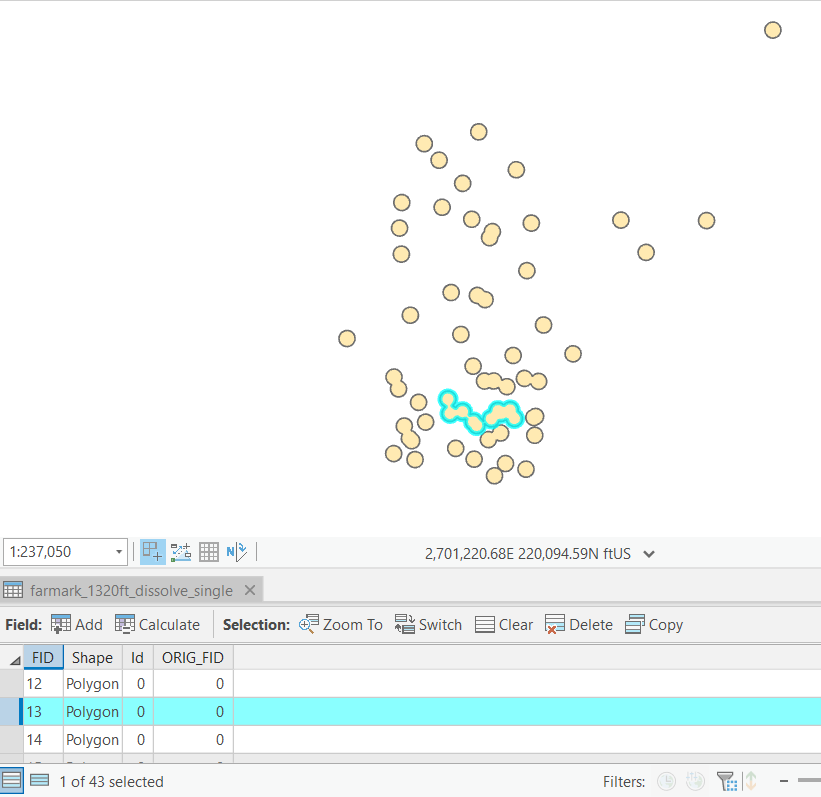 1:237,050
2,701,220.68E 220,094.59N ftUS
farmark_1320ft_dissolve_single
Field: Add Calculate Selection: Zoom To Switch Clear Delete Copy
FID Shape Id ORIG_FID
12 Polygon 0 0
13 Polygon 0 0
14 Polygon 0 0
1 of 43 selected Filters: